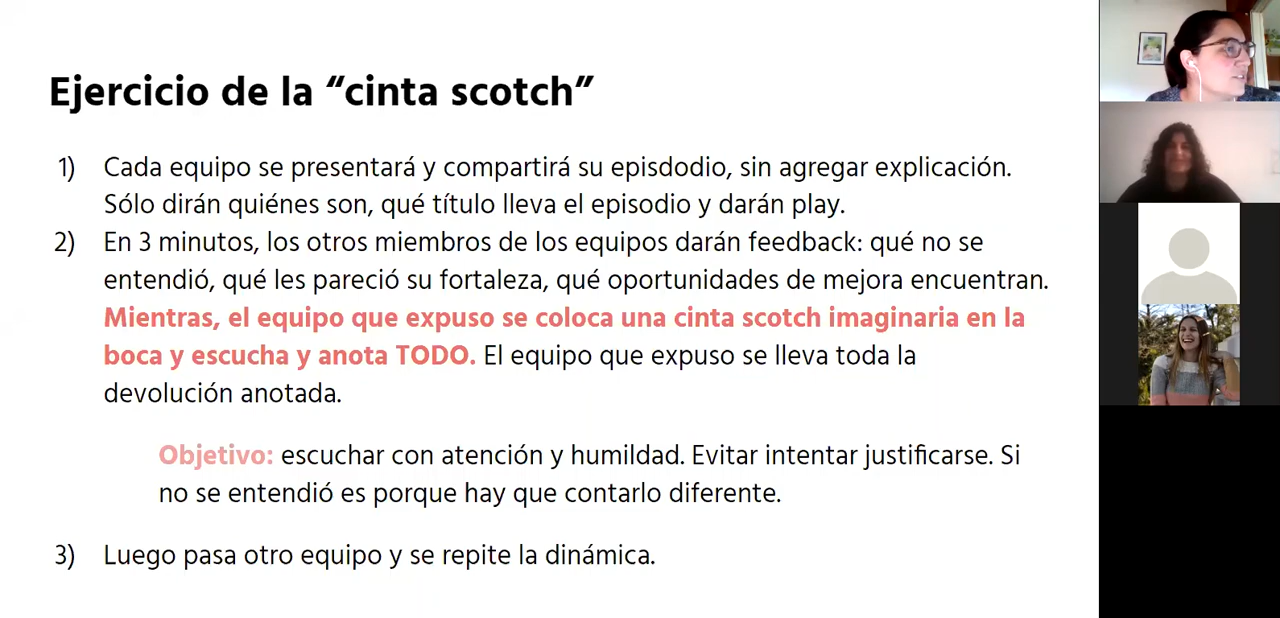 Ejercicio de la “cinta scotch”
1) Cada equipo se presentará y compartirá su episdodio, sin agregar explicación.
Sólo dirán quiénes son, qué título lleva el episodio y darán play.
2) En 3 minutos, los otros miembros de los equipos darán feedback: qué no se
entendió, qué les pareció su fortaleza, qué oportunidades de mejora encuentran.
Mientras, el equipo que expuso se coloca una cinta scotch imaginaria en la
boca y escucha y anota TODO. El equipo que expuso se lleva toda la
devolución anotada.
Objetivo: escuchar con atención y humildad. Evitar intentar justificarse. Si
no se entendió es porque hay que contarlo diferente.
3) Luego pasa otro equipo y se repite la dinámica.